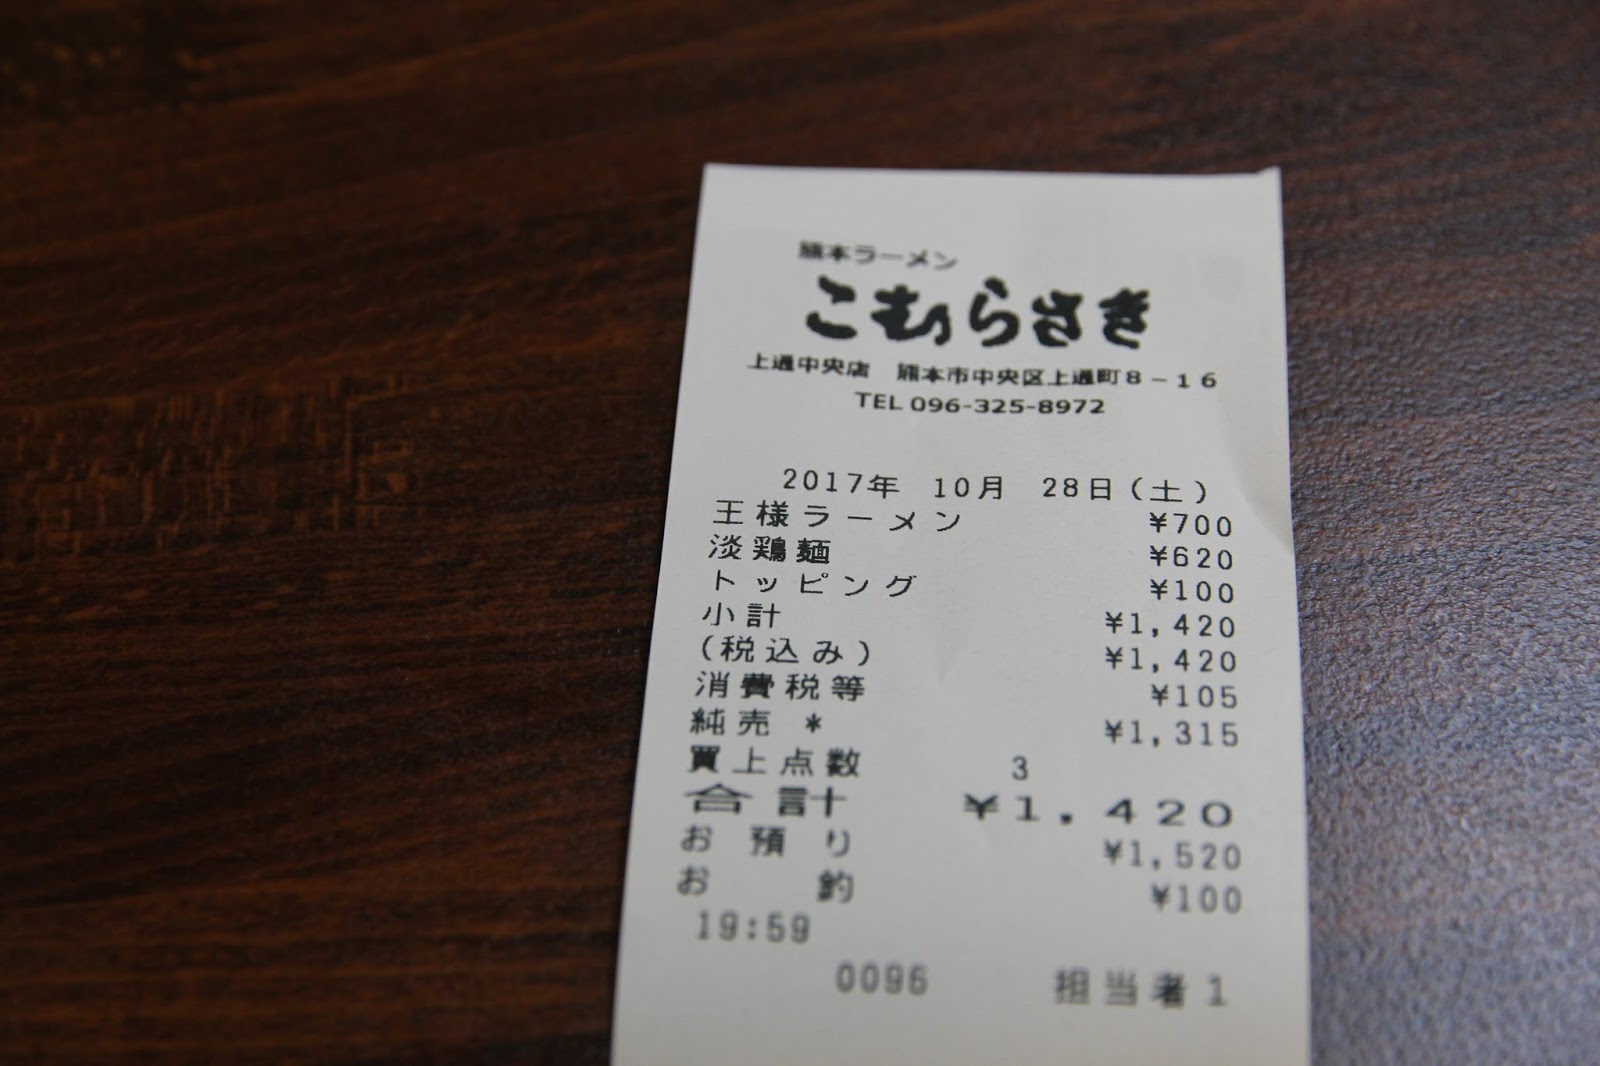 熊本ラーメン
こむらさき
上通中央店　熊本市中央区上通町8－16
TEL 096-325-8972
2017年 10月 28日(土)
王様ラーメン ¥700
淡鶏麺 ¥620
トッピング ¥100
小計 ¥1,420
(税込み) ¥1,420
消費税等 ¥105
純売 * ¥1,315
買上点数 3
合計 ¥1,420
お預り ¥1,520
お釣 ¥100
19:59
0096 担当者1